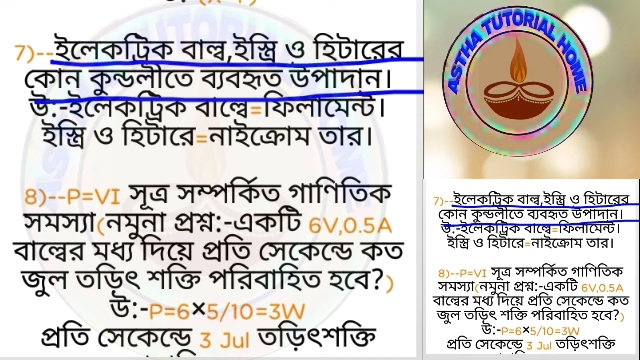 7)--ইলেকট্রিক বাল্ব,ইস্ত্রি ও হিটারের
কোন কুন্ডলীতে ব্যবহৃত উপাদান।
উ:-ইলেকট্রিক বাল্বে=ফিলামেন্ট।
ইস্ত্রি ও হিটারে=নাইক্রোম তার।
8)--P=VI সূত্র সম্পর্কিত গাণিতিক
সমস্যা(নমুনা প্রশ্ন:-একটি 6V,0.5A
বাল্বের মধ্য দিয়ে প্রতি সেকেন্ডে কত
জুল তড়িৎ শক্তি পরিবাহিত হবে?)
উ:-P=6×5/10=3W
প্রতি সেকেন্ডে 3 Jul তড়িৎশক্তি
ASTHA TUTORIAL HOME
7)--ইলেকট্রিক বাল্ব,ইস্ত্রি ও হিটারের
কোন কুন্ডলীতে ব্যবহৃত উপাদান।
উ:-ইলেকট্রিক বাল্বে=ফিলামেন্ট।
ইস্ত্রি ও হিটারে=নাইক্রোম তার।
8)--P=VI সূত্র সম্পর্কিত গাণিতিক
সমস্যা(নমুনা প্রশ্ন:-একটি 6V,0.5A
বাল্বের মধ্য দিয়ে প্রতি সেকেন্ডে কত
জুল তড়িৎ শক্তি পরিবাহিত হবে?)
উ:-P=6×5/10=3W
প্রতি সেকেন্ডে 3 Jul তড়িৎশক্তি